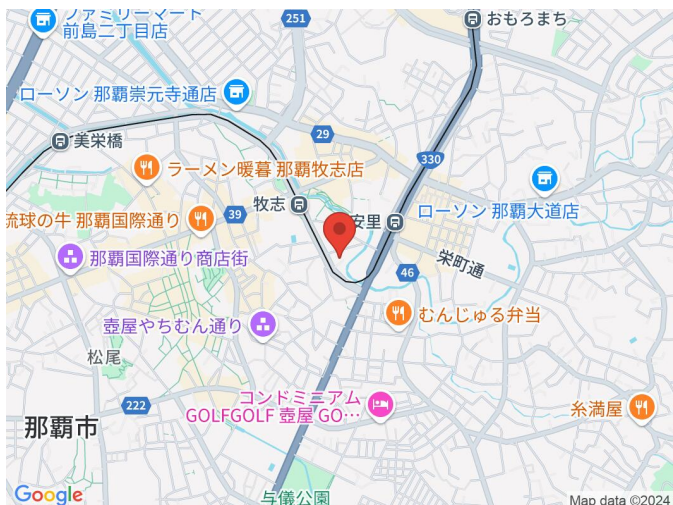 ファミリーマート
前島二丁目店
251
おもろまち
ローソン 那覇崇元寺通店
美栄橋
29
330
ラーメン暖暮 那覇牧志店
ローソン 那覇大道店
牧志
39
安里
琉球の牛 那覇国際通り
那覇国際通り商店街
栄町通
46
壺屋やちむん通り
むんじゅる弁当
松尾
222
コンドミニアム
GOLFGOLF 壺屋 GO…
糸満屋
那覇市
与儀公園
Google
Map data ©2024